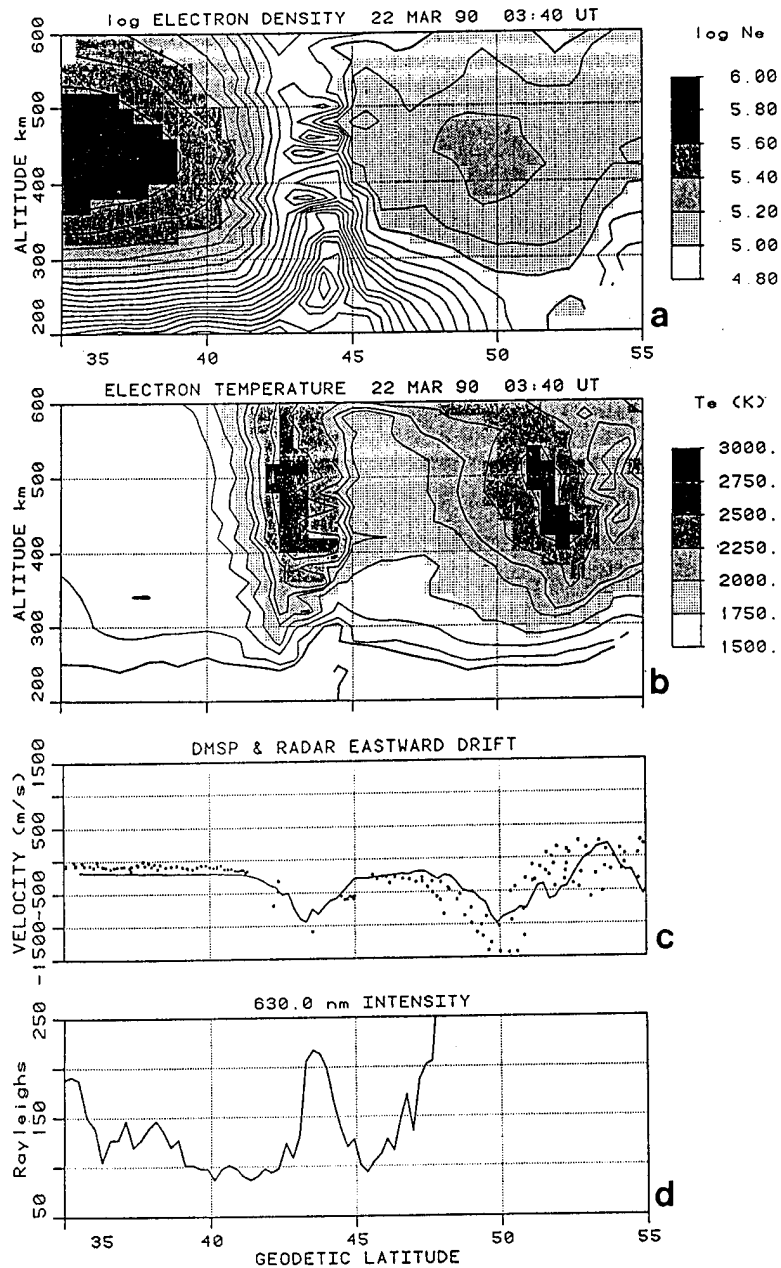 log ELECTRON DENSITY 22 MAR 90 03:40 UT
log Ne
600
500
400
300
200
ALTITUDE km
6.00
5.80
5.60
5.40
5.20
5.00
4.80
a
35 40 45 50 55
ELECTRON TEMPERATURE 22 MAR 90 03:40 UT
Te (K)
600
500
400
300
200
ALTITUDE km
3000.
2750.
2500.
2250.
2000.
1750.
1500.
b
DMSP & RADAR EASTWARD DRIFT
1500
500
-500
-1500
VELOCITY (m/s)
c
630.0 nm INTENSITY
250
150
50
Rayleighs
d
35 40 45 50 55
GEODETIC LATITUDE